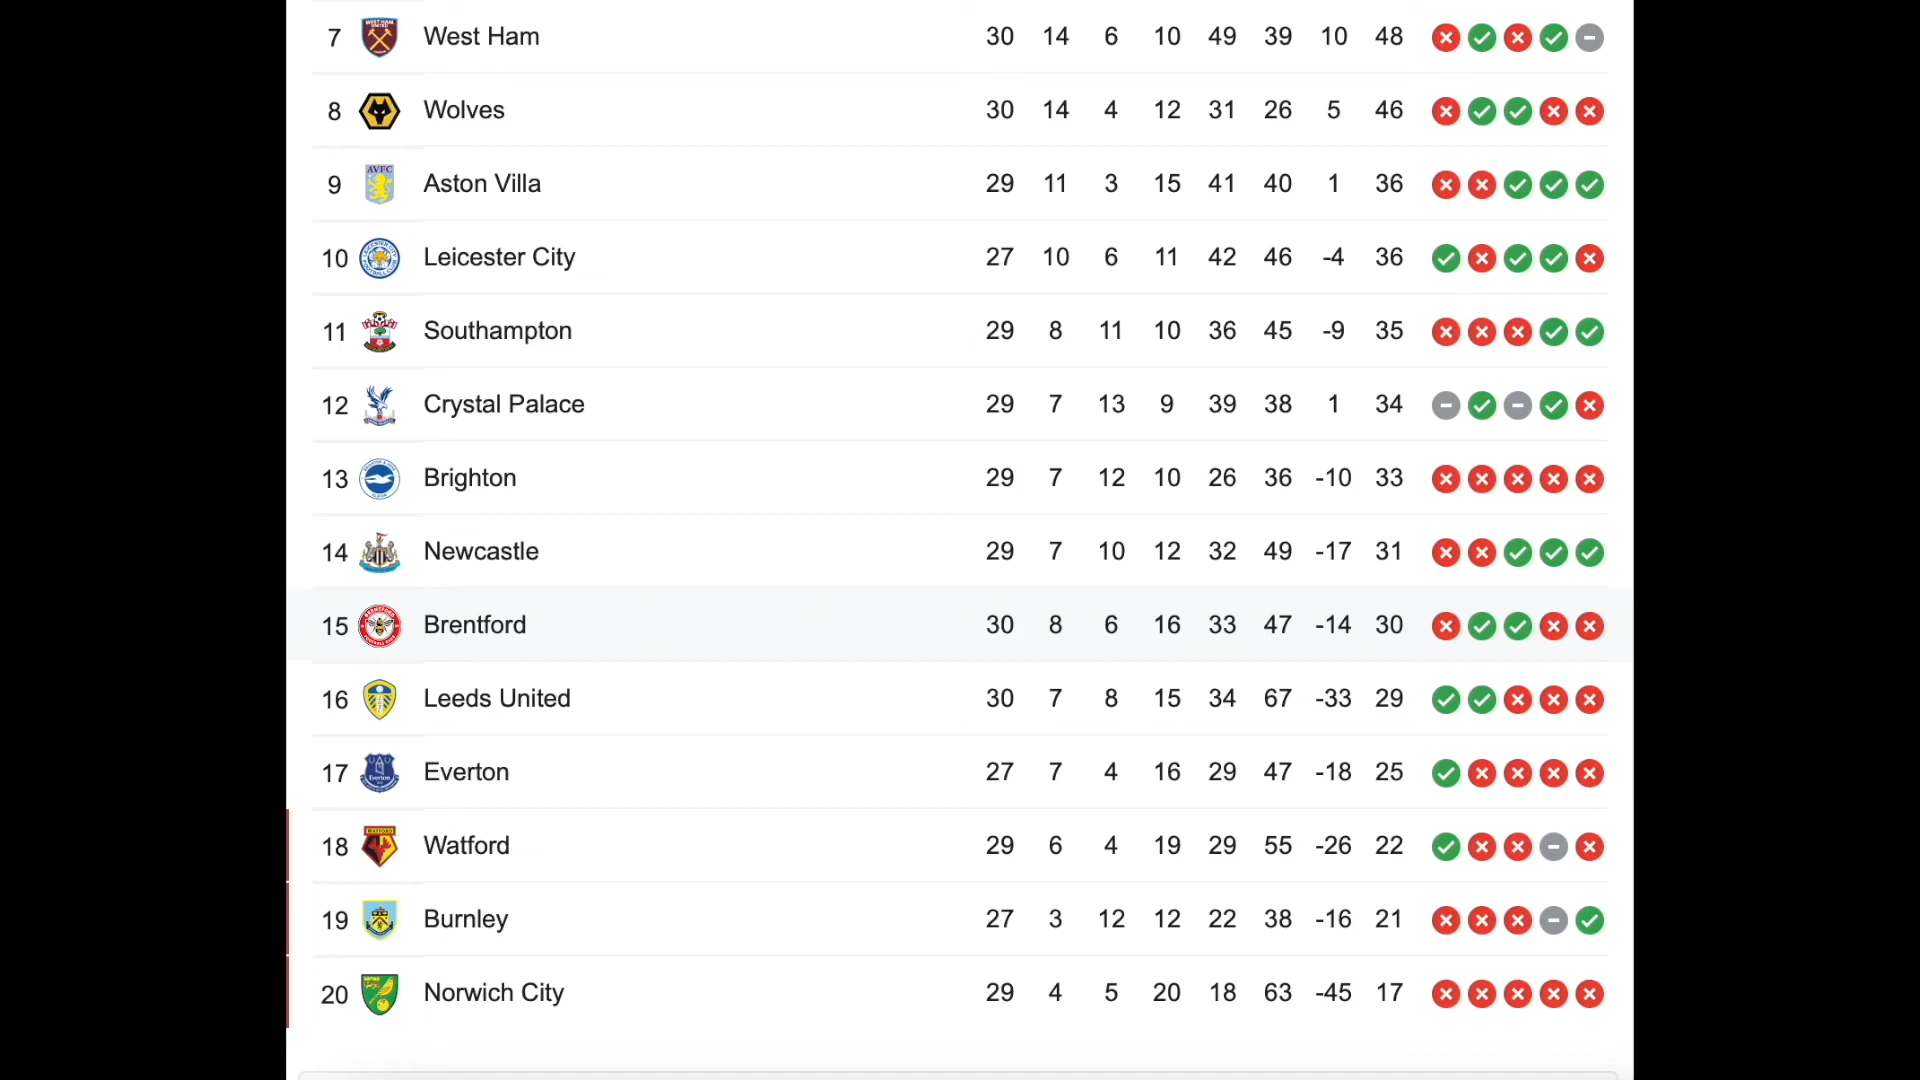 7 West Ham 30 14 6 10 49 39 10 48
8 Wolves 30 14 4 12 31 26 5 46
9 AVFC Aston Villa 29 11 3 15 41 40 1 36
10 Leicester City 27 10 6 11 42 46 -4 36
11 Southampton 29 8 11 10 36 45 -9 35
12 Crystal Palace 29 7 13 9 39 38 1 34
13 Brighton 29 7 12 10 26 36 -10 33
14 Newcastle 29 7 10 12 32 49 -17 31
15 Brentford 30 8 6 16 33 47 -14 30
16 Leeds United 30 7 8 15 34 67 -33 29
17 Everton Everton 27 7 4 16 29 47 -18 25
18 WATFORD Watford 29 6 4 19 29 55 -26 22
19 Burnley 27 3 12 12 22 38 -16 21
20 Norwich City 29 4 5 20 18 63 -45 17